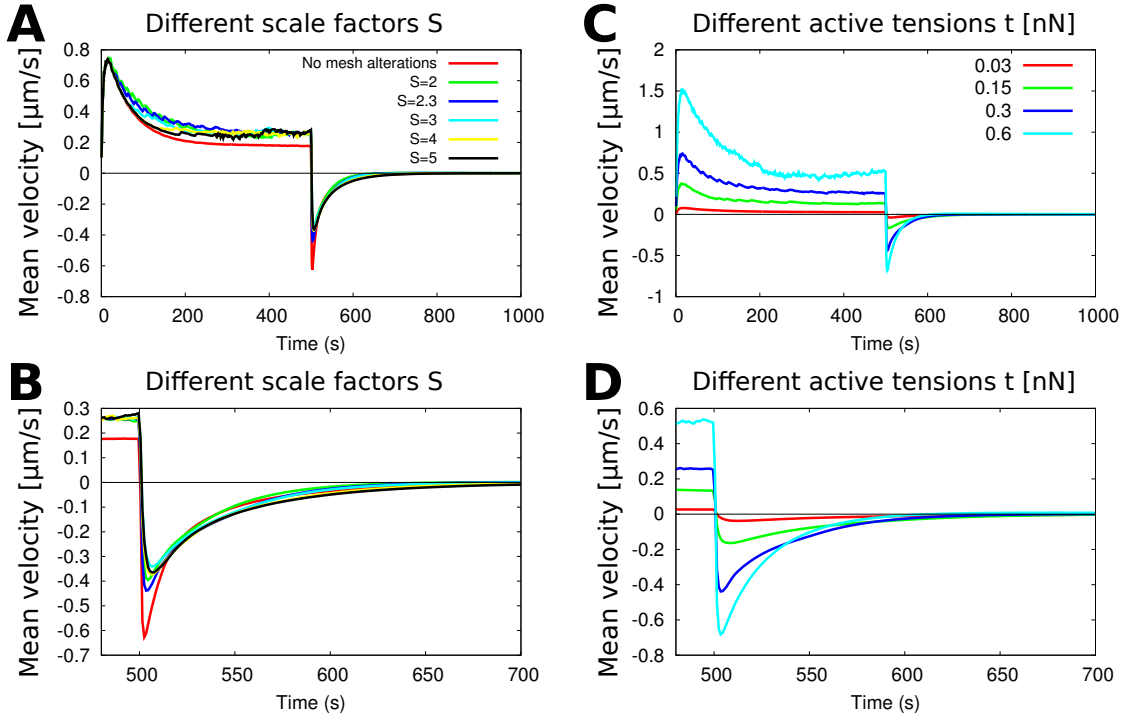 A
Different scale factors S
Mean velocity [µm/s]
0.8
0.6
0.4
0.2
0
-0.2
-0.4
-0.6
-0.8
No mesh alterations
S=2
S=2.3
S=3
S=4
S=5
0
200
400
600
800
1000
Time (s)
C
Different active tensions t [nN]
Mean velocity [µm/s]
2
1.5
1
0.5
0
-0.5
-1
0.03
0.15
0.3
0.6
0
200
400
600
800
1000
Time (s)
B
Different scale factors S
Mean velocity [µm/s]
0.3
0.2
0.1
0
-0.1
-0.2
-0.3
-0.4
-0.5
-0.6
-0.7
500
550
600
650
700
Time (s)
D
Different active tensions t [nN]
Mean velocity [µm/s]
0.6
0.4
0.2
0
-0.2
-0.4
-0.6
-0.8
500
550
600
650
700
Time (s)